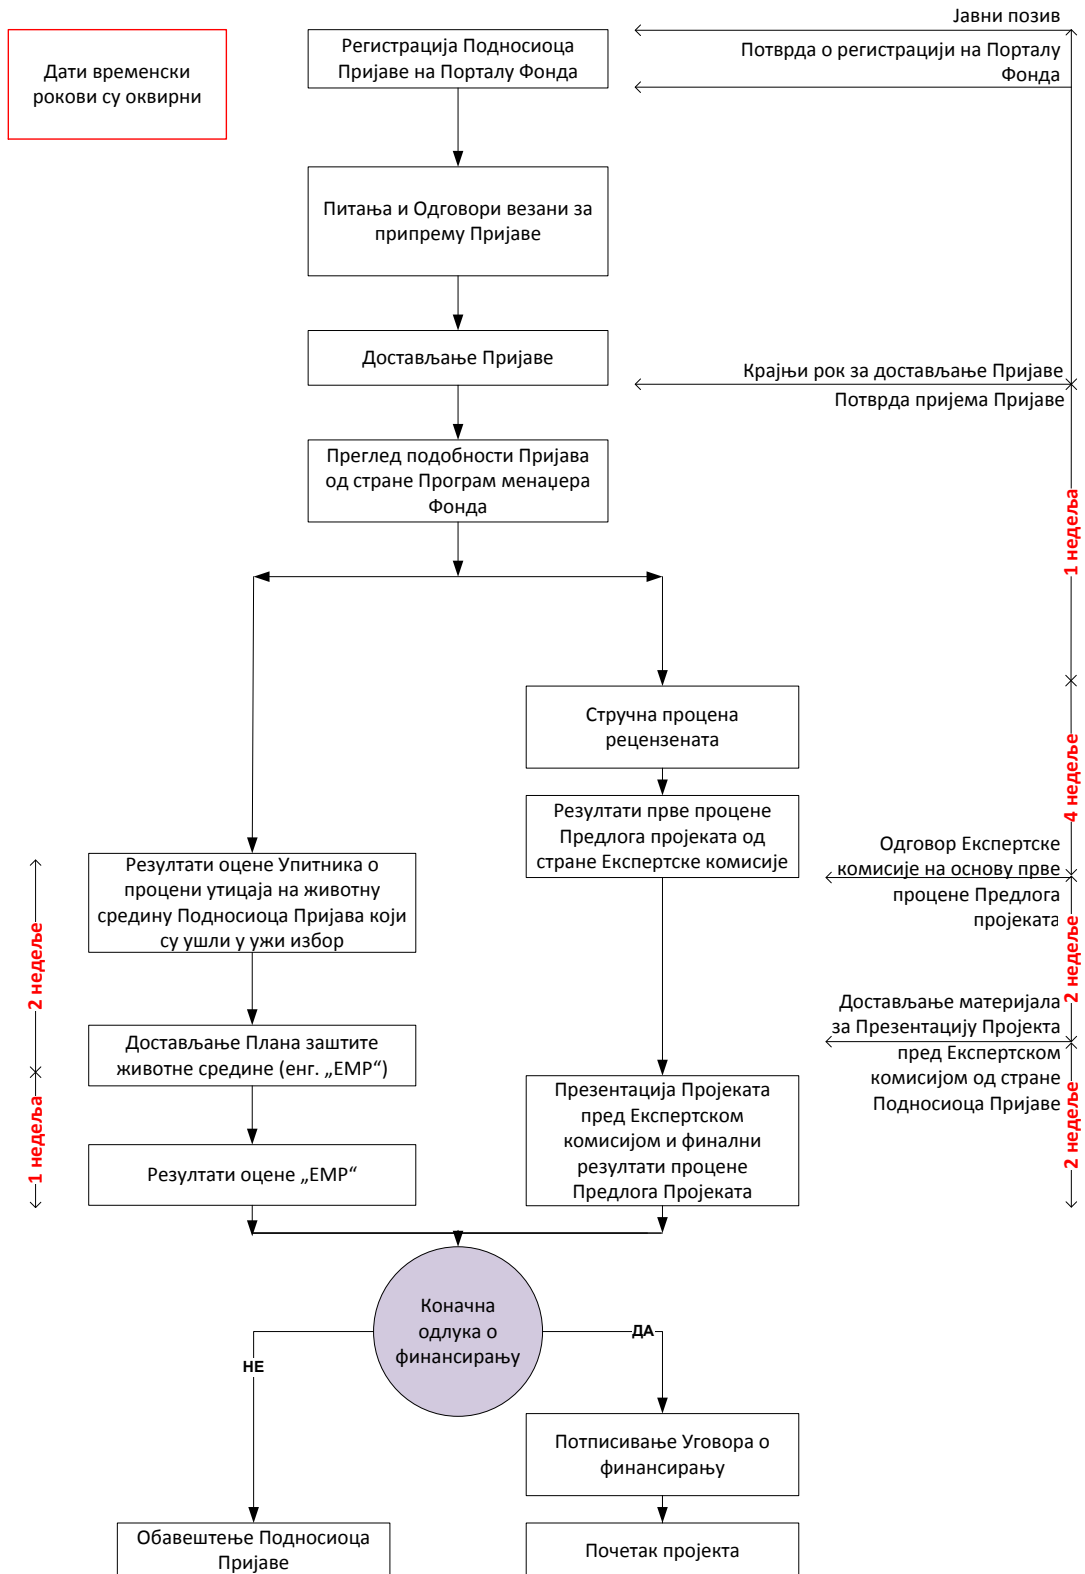 Дати временски
рокови су оквирни
Регистрација Подносиоца
Пријаве на Порталу Фонда
Јавни позив
Потврда о регистрацији на Порталу
Фонда
Питања и Одговори везани за
припрему Пријаве
Достављање Пријаве
Крајњи рок за достављање Пријаве
Потврда пријема Пријаве
Преглед подобности Пријава
од стране Програм менаџера
Фонда
1 недеља
Стручна процена
рецензената
4 недеље
Резултати прве процене
Предлога пројеката од
стране Експертске комисије
Одговор Експертске
комисије на основу прве
процене Предлога
пројеката
Резултати оцене Упитника о
процени утицаја на животну
средину Подносиоца Пријава који
су ушли у ужи избор
2 недеље
2 недеље
Достављање материјала
за Презентацију Пројекта
пред Експертском
комисијом од стране
Подносиоца Пријаве
Достављање Плана заштите
животне средине (енг. „EMP“)
Презентација Пројеката
пред Експертском
комисијом и финални
резултати процене
Предлога Пројеката
1 недеља
Резултати оцене „EMP“
2 недеље
Коначна
одлука о
финансирању
НЕ
ДА
Потписивање Уговора о
финансирању
Обавештење Подносиоца
Пријаве
Почетак пројекта